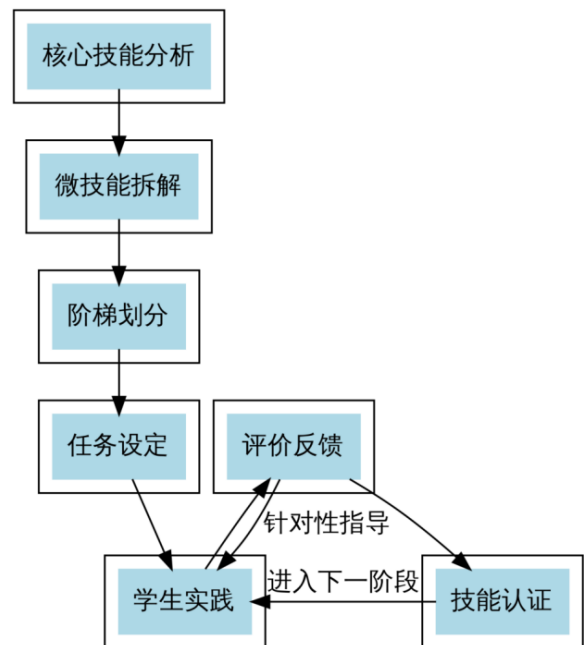 核心技能分析
微技能拆解
阶梯划分
任务设定
评价反馈
针对性指导
进入下一阶段
学生实践
技能认证